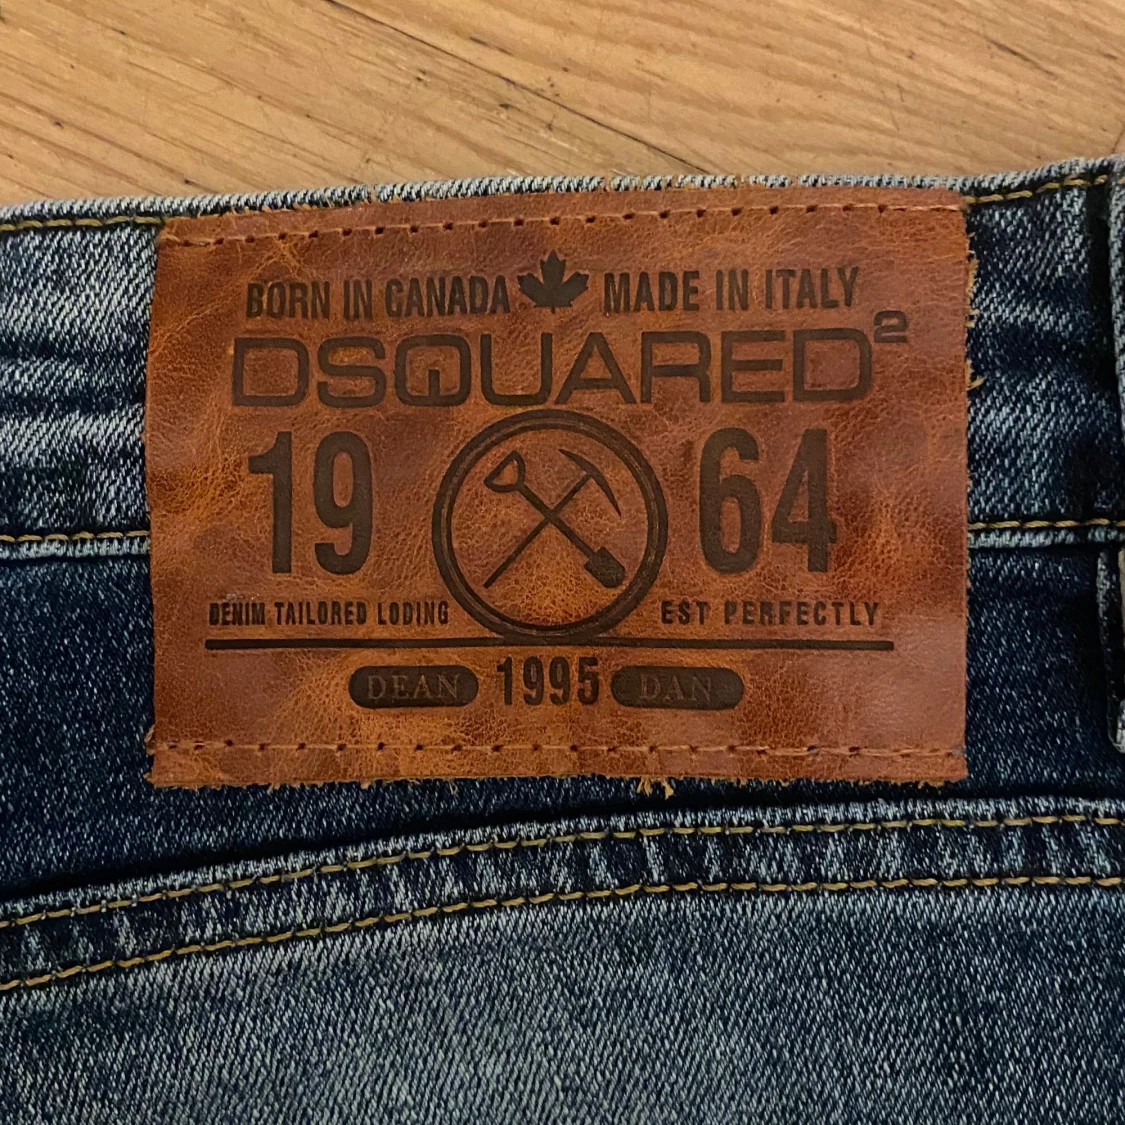 BORN IN CANADA MADE IN ITALY
DSQUARED2
19 64
DENIM TAILORED LODING EST PERFECTLY
DEAN 1995 DAN